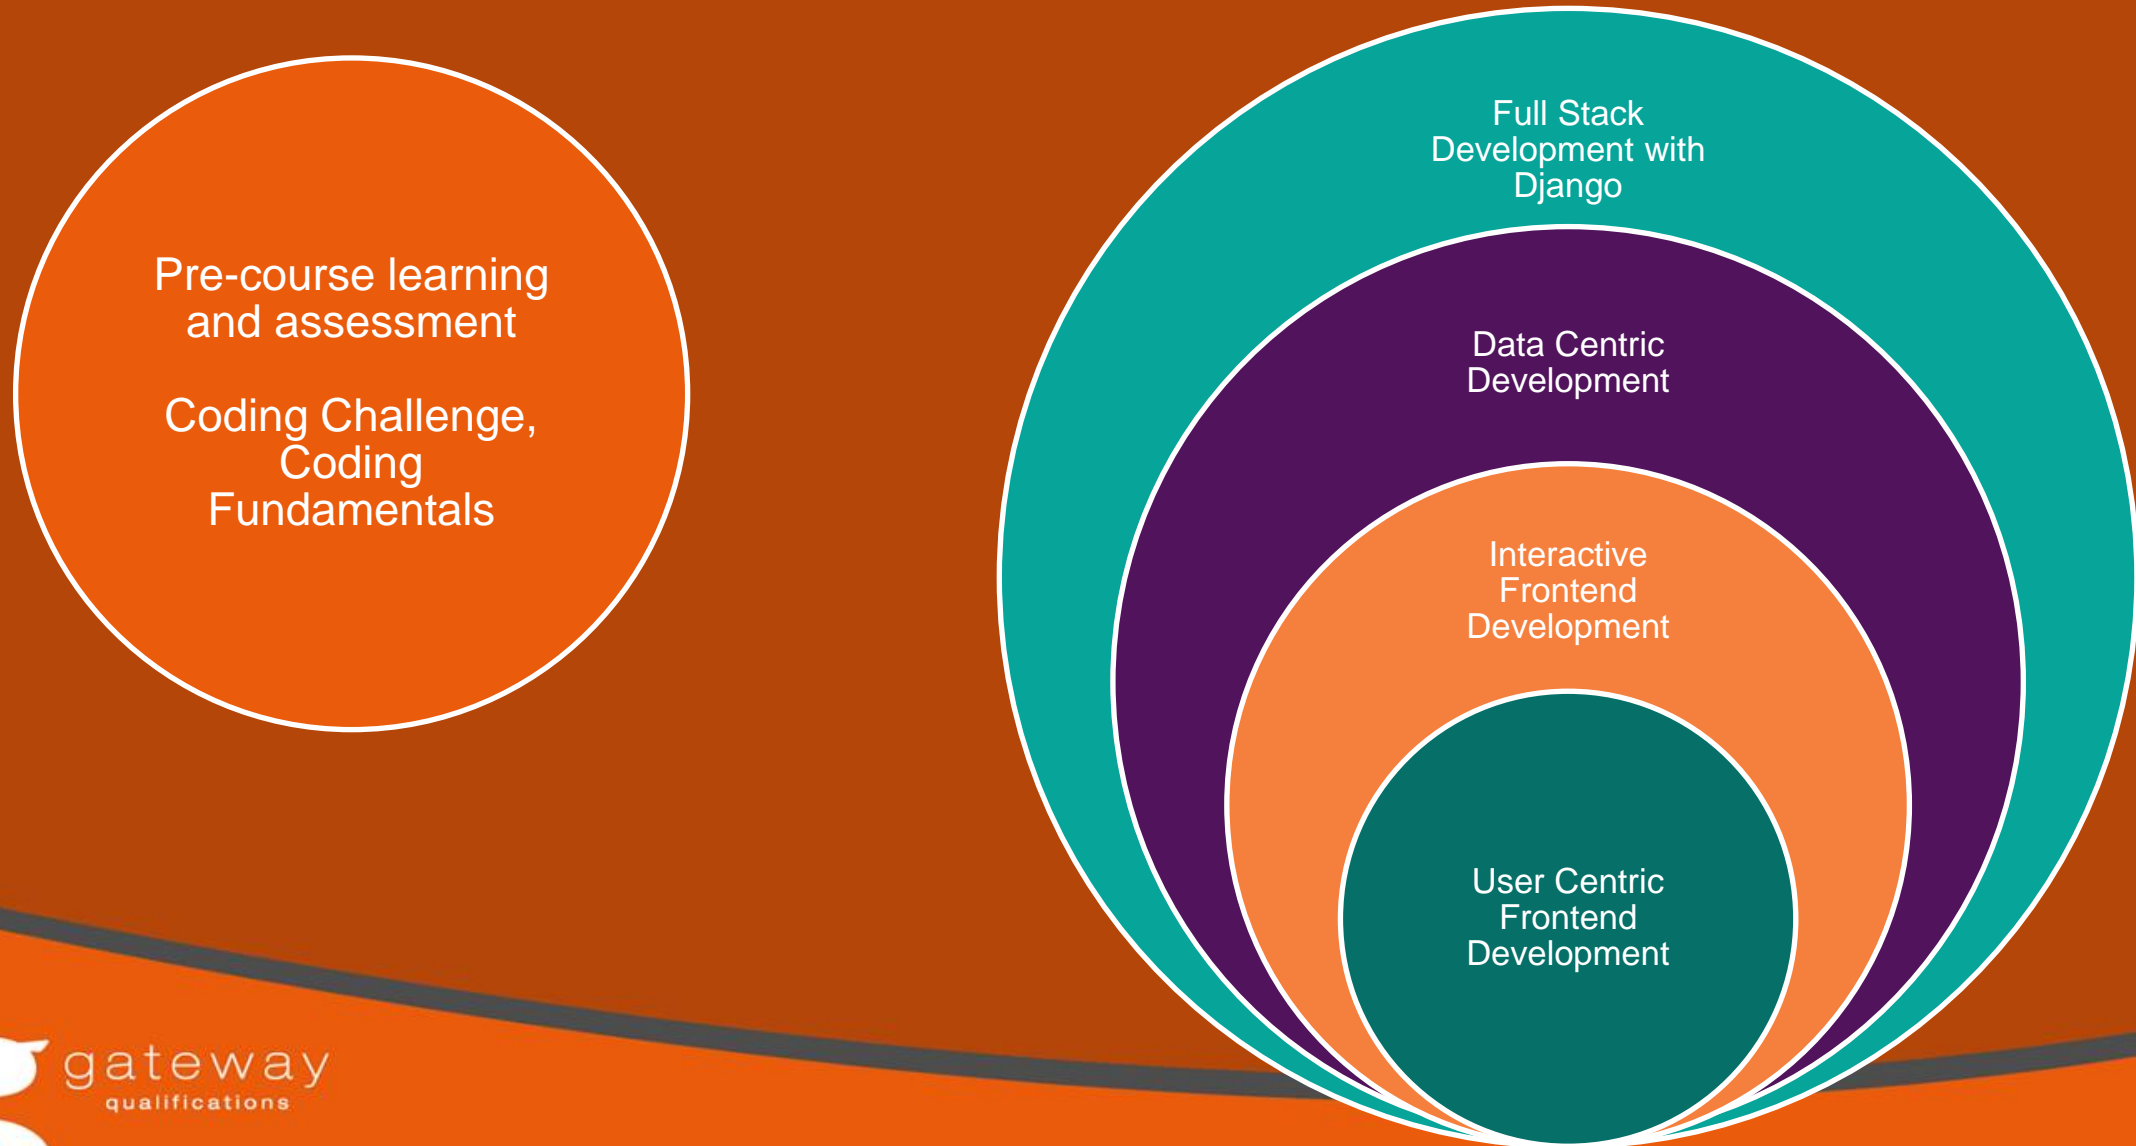 Pre-course learning
and assessment
Coding Challenge,
Coding
Fundamentals
Full Stack
Development with
Django
Data Centric
Development
Interactive
Frontend
Development
User Centric
Frontend
Development
gateway
qualifications